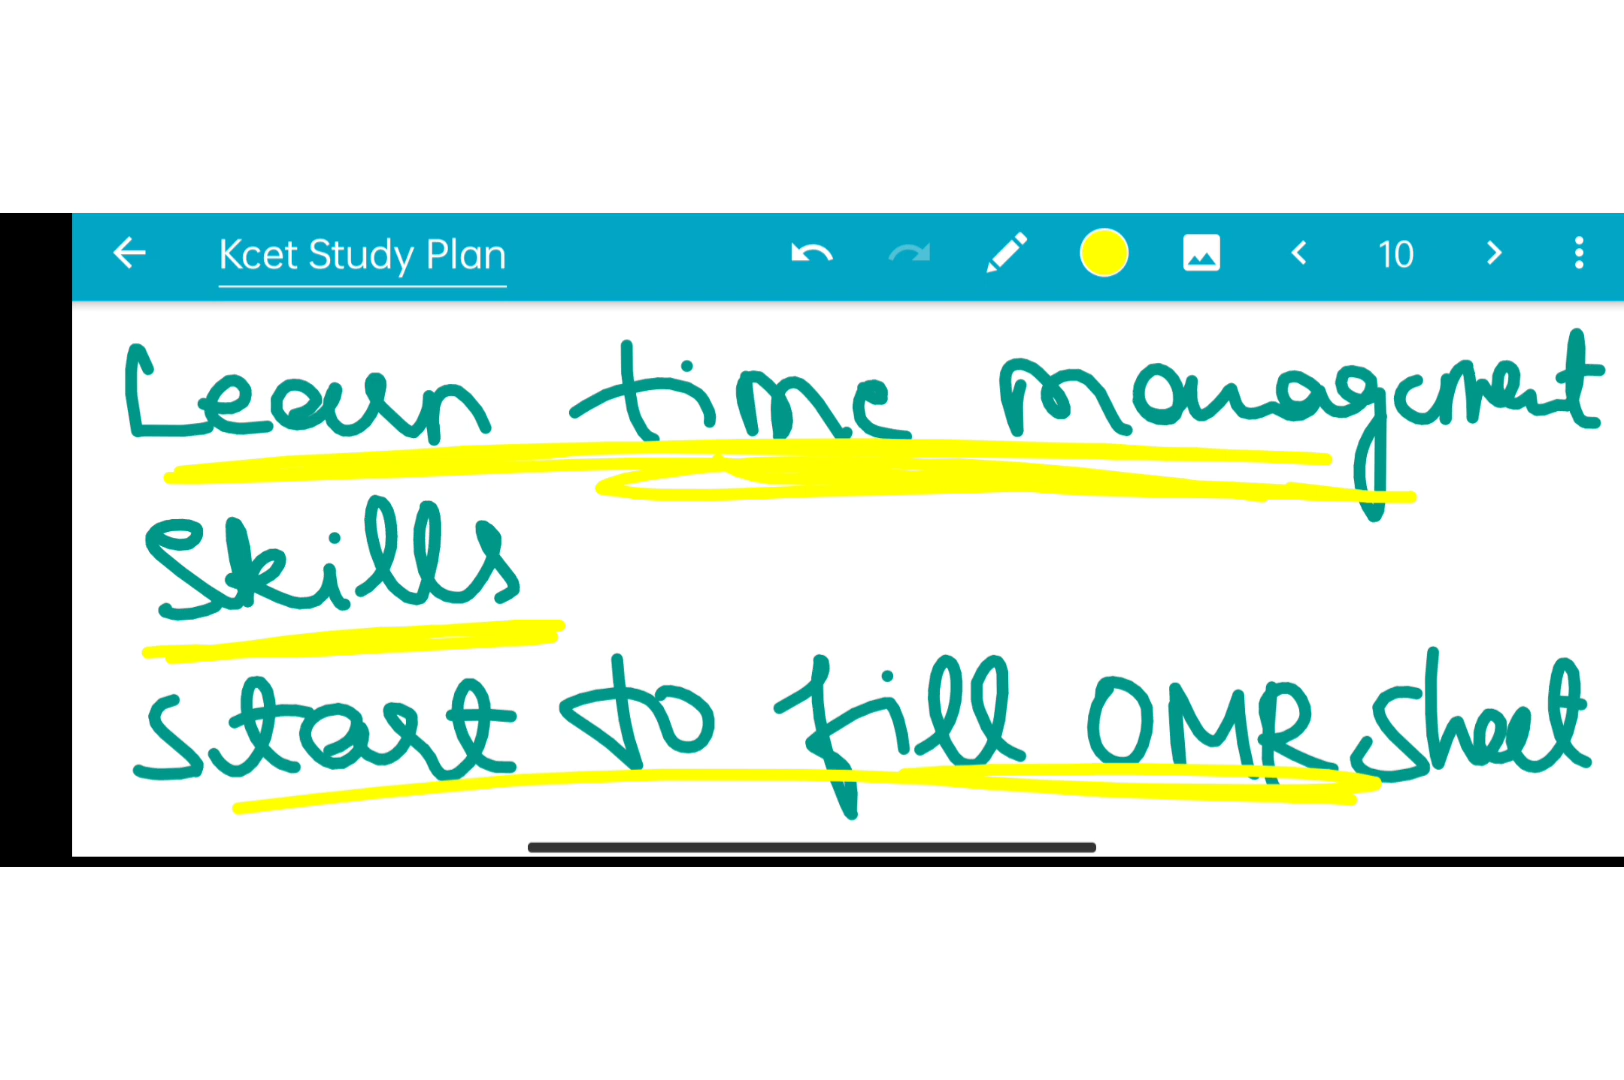 Kcet Study Plan 10
Learn time management
skills
start to fill OMR sheet